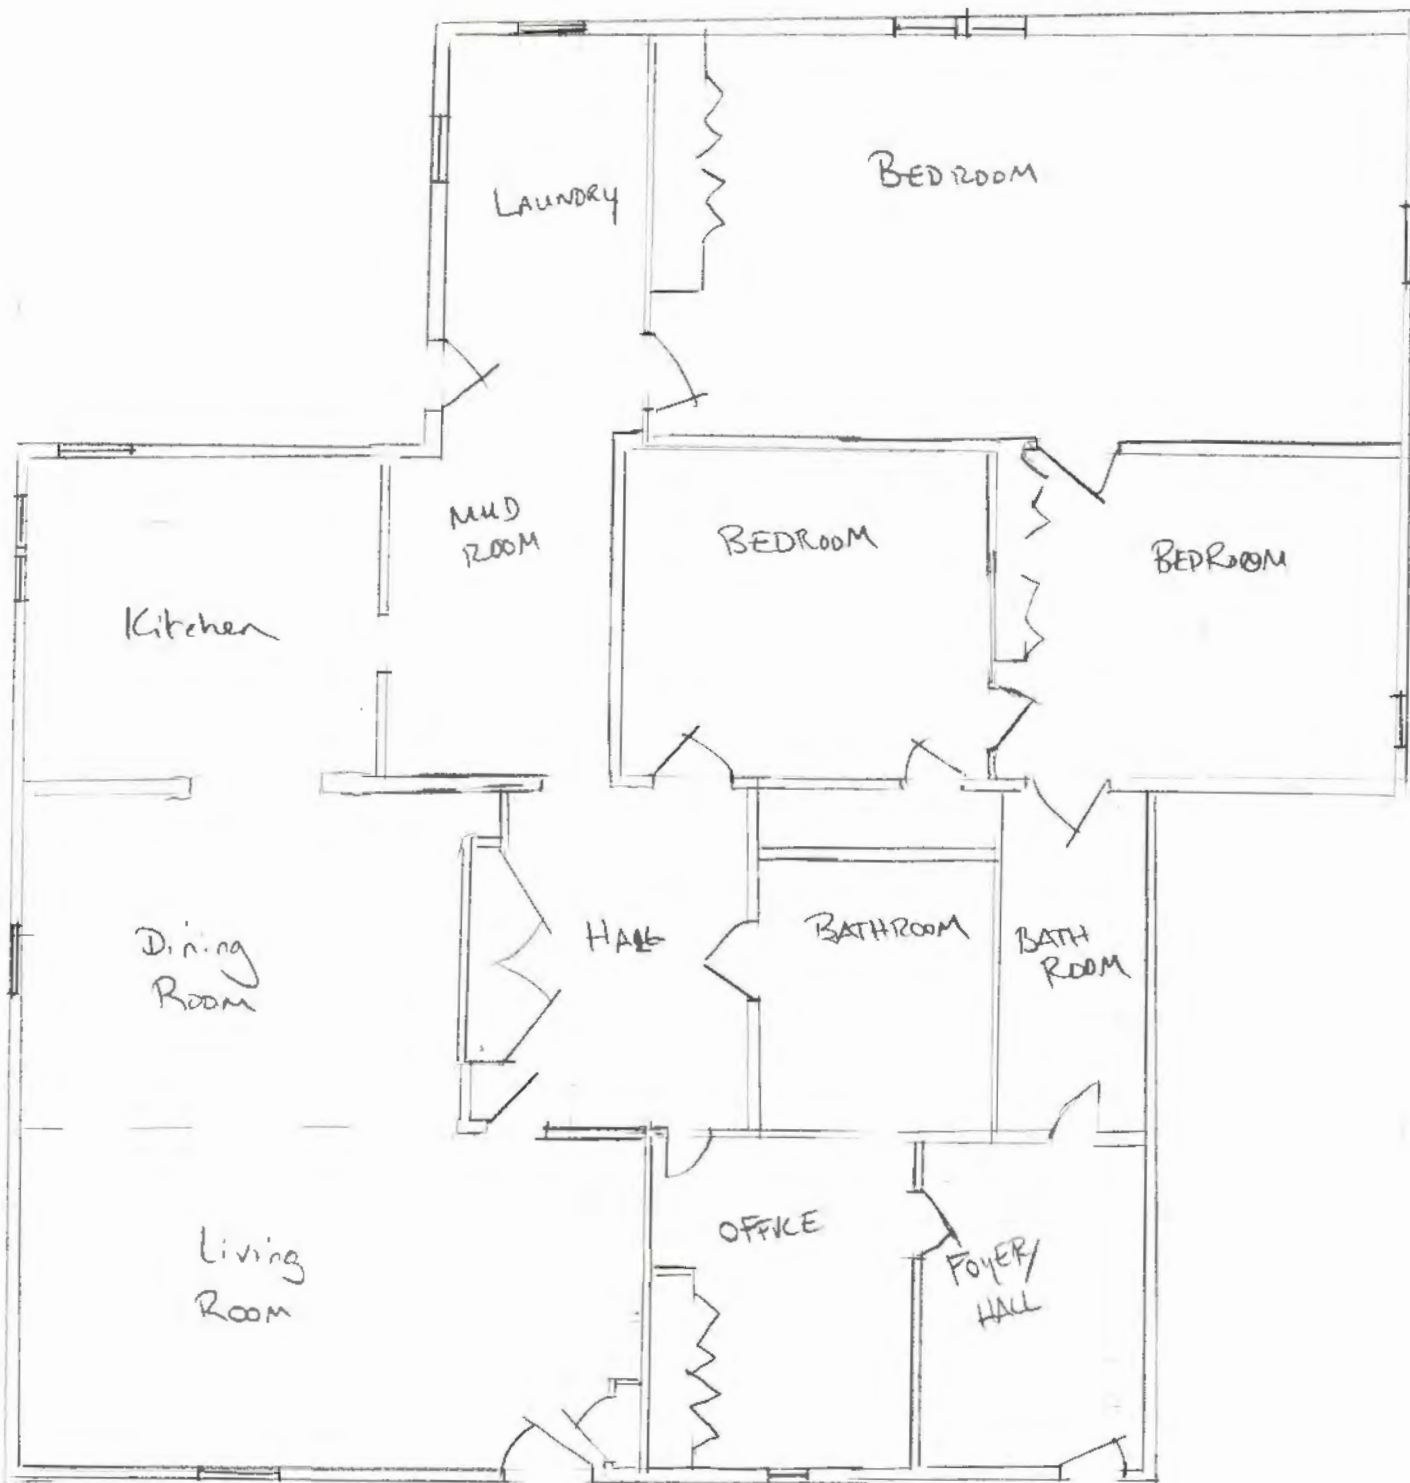 BEDROOM
LAUNDRY
MUD
ROOM
BEDROOM
BEDROOM
Kitchen
Dining
ROOM
HALL
BATHROOM
BATH
ROOM
Living
ROOM
OFFICE
FOYER/
HALL